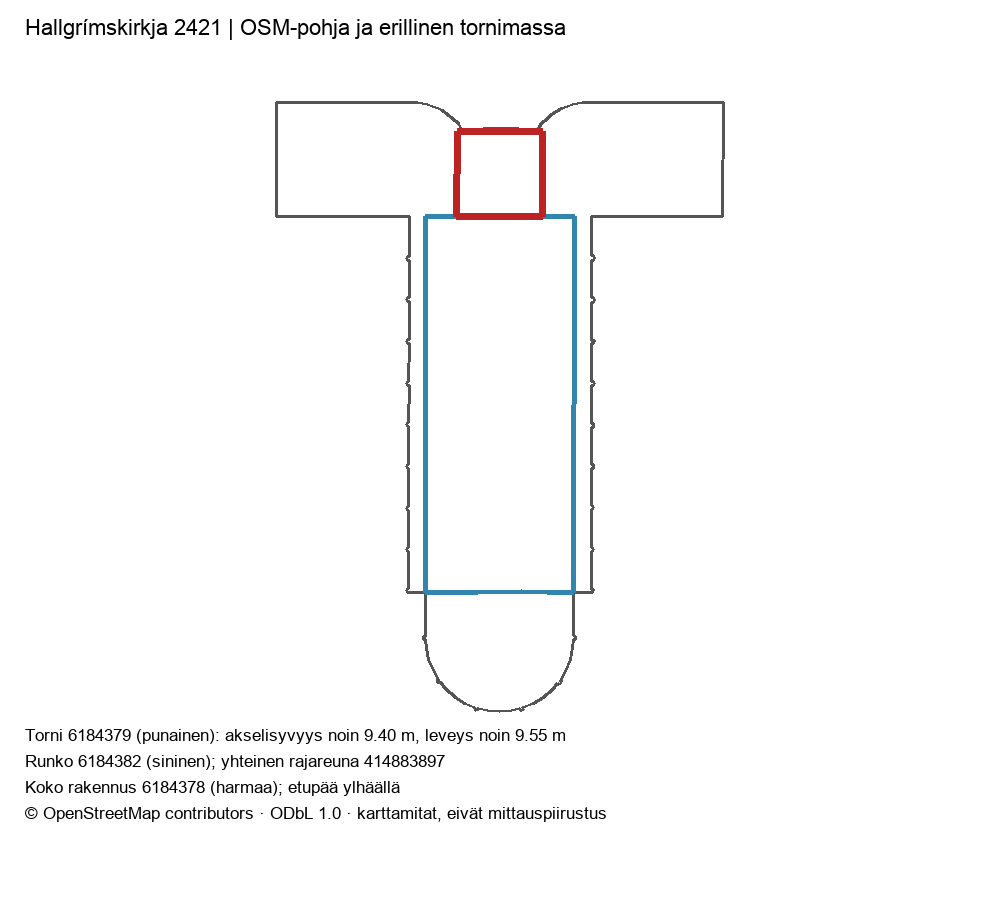 Hallgrímskirkja 2421 | OSM-pohja ja erillinen tornimassa
Torni 6184379 (punainen): akselisyvyys noin 9.40 m, leveys noin 9.55 m
Runko 6184382 (sininen); yhteinen rajareuna 414883897
Koko rakennus 6184378 (harmaa); etupää ylhäällä
© OpenStreetMap contributors · ODbL 1.0 · karttamitat, eivät mittauspiirustus